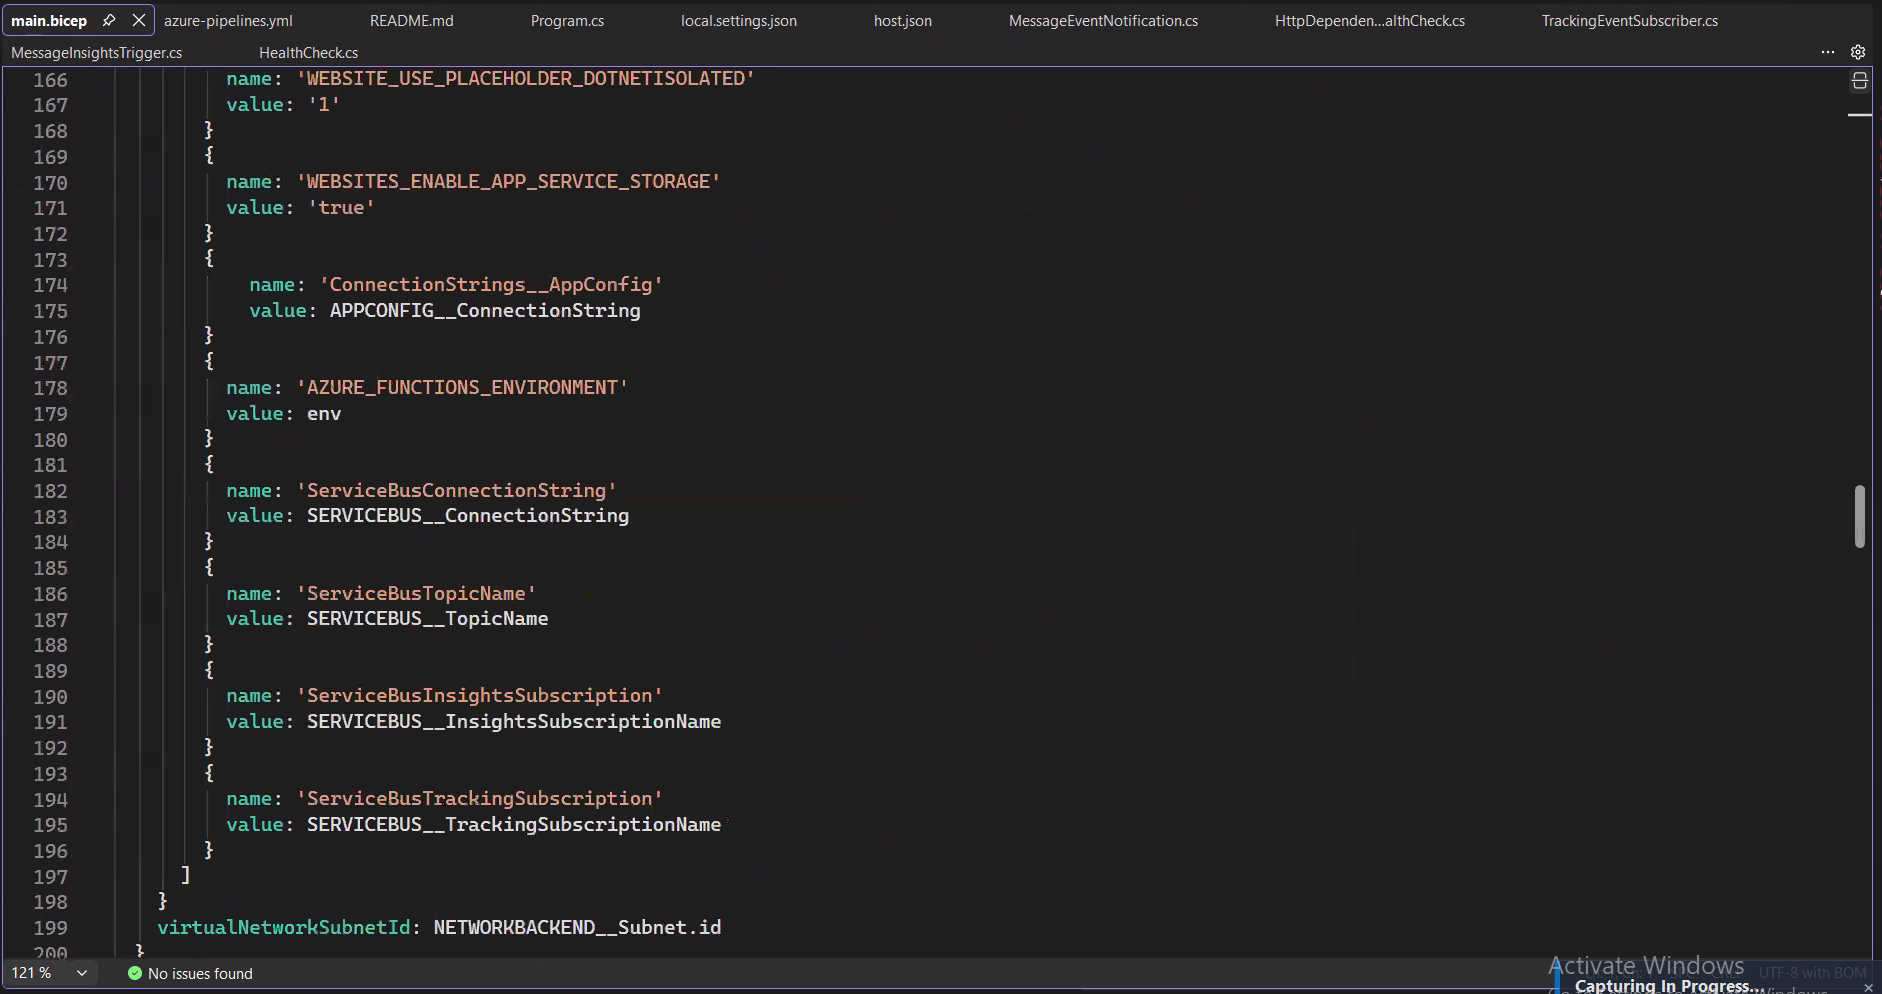 main.bicep
azure-pipelines.yml
README.md
Program.cs
local.settings.json
host.json
MessageEventNotification.cs
HttpDependen...althCheck.cs
TrackingEventSubscriber.cs
MessageInsightsTrigger.cs
HealthCheck.cs
166 name: 'WEBSITE_USE_PLACEHOLDER_DOTNETISOLATED'
167 value: '1'
168 }
169 {
170 name: 'WEBSITES_ENABLE_APP_SERVICE_STORAGE'
171 value: 'true'
172 }
173 {
174 name: 'ConnectionStrings__AppConfig'
175 value: APPCONFIG__ConnectionString
176 }
177 {
178 name: 'AZURE_FUNCTIONS_ENVIRONMENT'
179 value: env
180 }
181 {
182 name: 'ServiceBusConnectionString'
183 value: SERVICEBUS__ConnectionString
184 }
185 {
186 name: 'ServiceBusTopicName'
187 value: SERVICEBUS__TopicName
188 }
189 {
190 name: 'ServiceBusInsightsSubscription'
191 value: SERVICEBUS__InsightsSubscriptionName
192 }
193 {
194 name: 'ServiceBusTrackingSubscription'
195 value: SERVICEBUS__TrackingSubscriptionName
196 }
197 ]
198 }
199 virtualNetworkSubnetId: NETWORKBACKEND__Subnet.id
200 }
121 %
No issues found
Activate Windows
UTF-8 with BOM
Capturing In Progress...